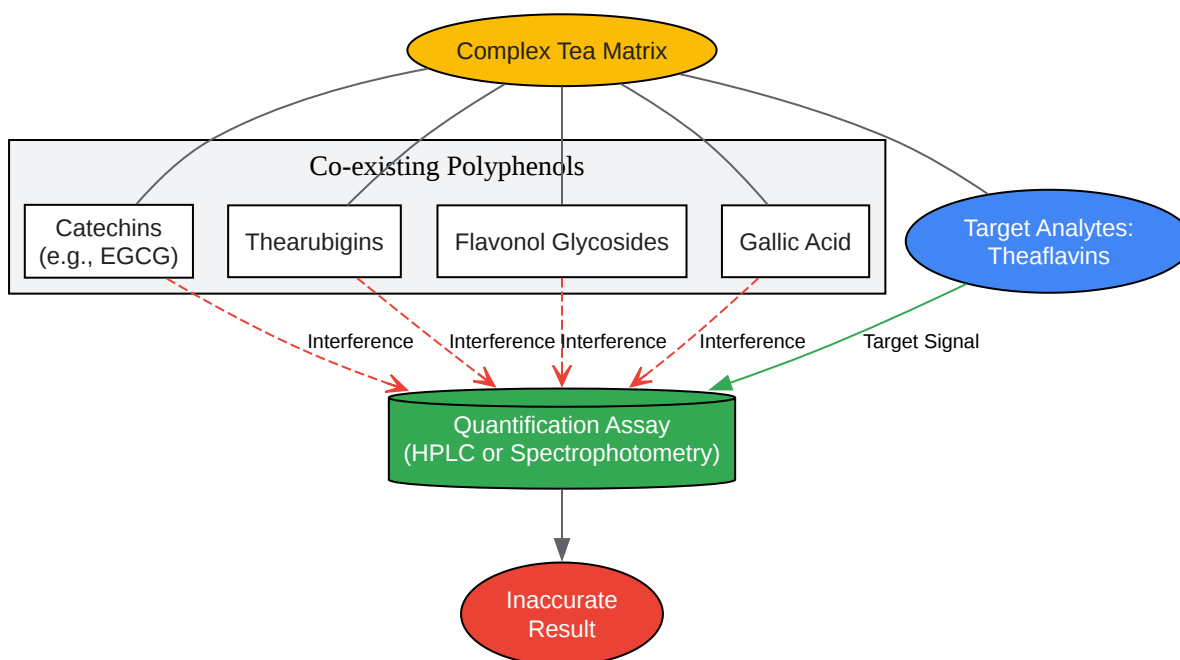 Complex Tea Matrix
Co-existing Polyphenols
Catechins
(e.g., EGCG)
Thearubigins
Flavonol Glycosides
Gallic Acid
Target Analytes:
Theaflavins
Interference
Interference
Interference
Interference
Target Signal
Quantification Assay
(HPLC or Spectrophotometry)
Inaccurate
Result